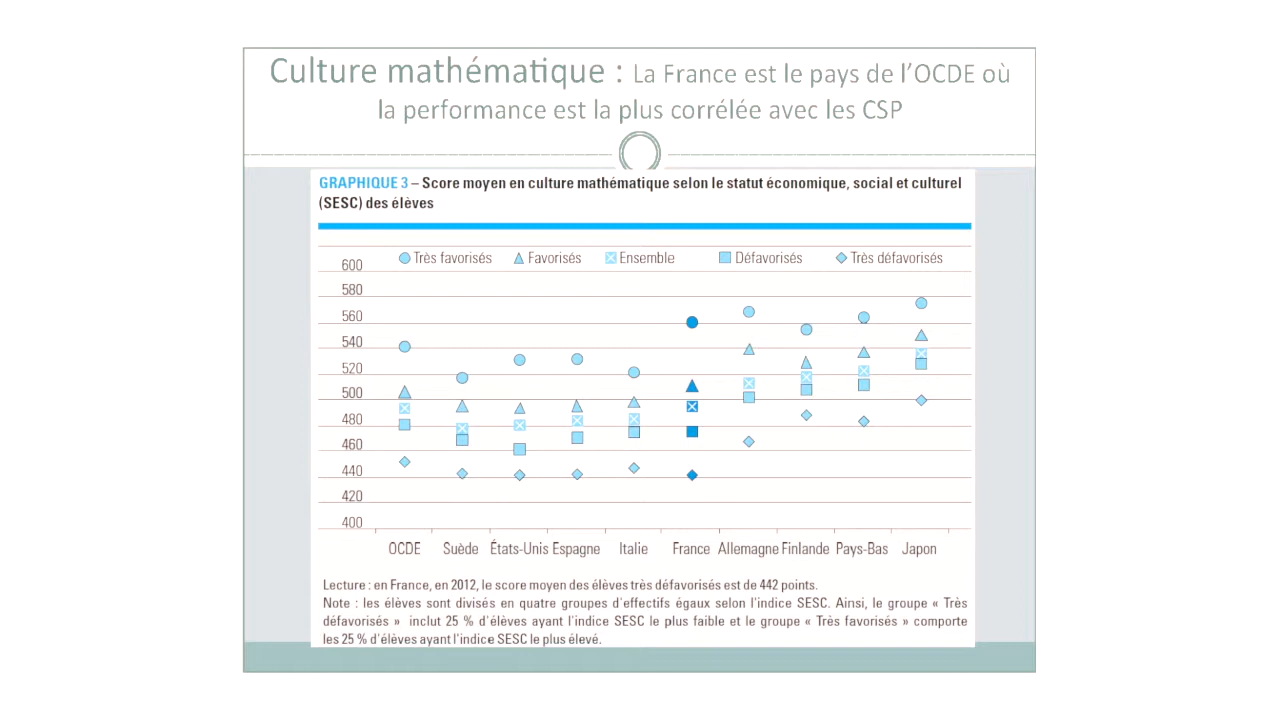 Culture mathématique : La France est le pays de l'OCDE où
la performance est la plus corrélée avec les CSP
GRAPHIQUE 3 – Score moyen en culture mathématique selon le statut économique, social et culturel
(SESC) des élèves
Très favorisés Favorisés Ensemble Défavorisés Très défavorisés
600
580
560
540
520
500
480
460
440
420
400
OCDE Suède États-Unis Espagne Italie France Allemagne Finlande Pays-Bas Japon
Lecture : en France, en 2012, le score moyen des élèves très défavorisés est de 442 points.
Note : les élèves sont divisés en quatre groupes d'effectifs égaux selon l'indice SESC. Ainsi, le groupe « Très
défavorisés » inclut 25 % d'élèves ayant l'indice SESC le plus faible et le groupe « Très favorisés » comporte
les 25 % d'élèves ayant l'indice SESC le plus élevé.